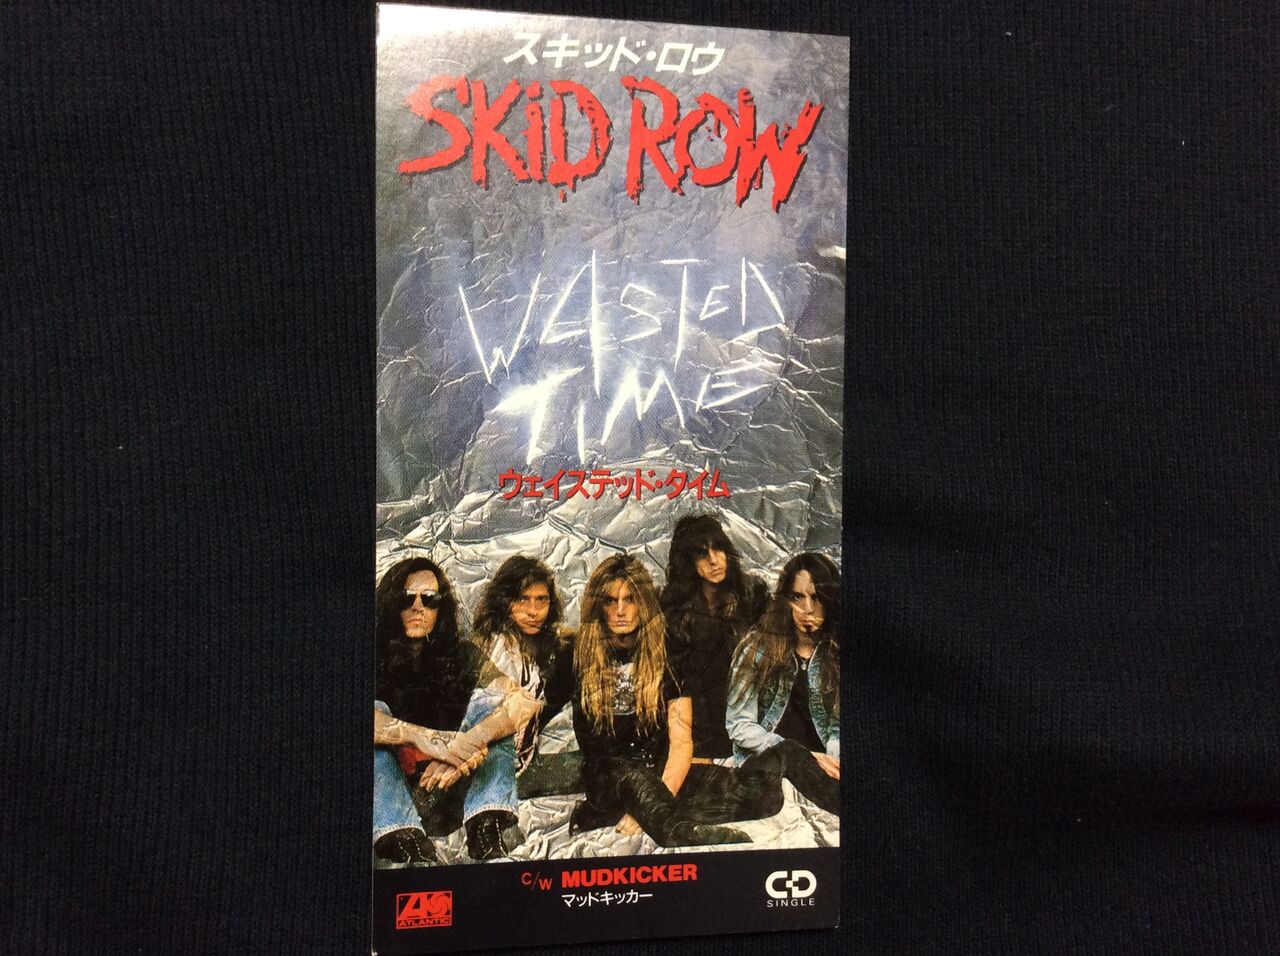 スキッド・ロウ
SKiD ROW
WASTED
TIME
ウェイステッド・タイム
C/W MUDKICKER
マッドキッカー
ATLANTIC
CD
SINGLE